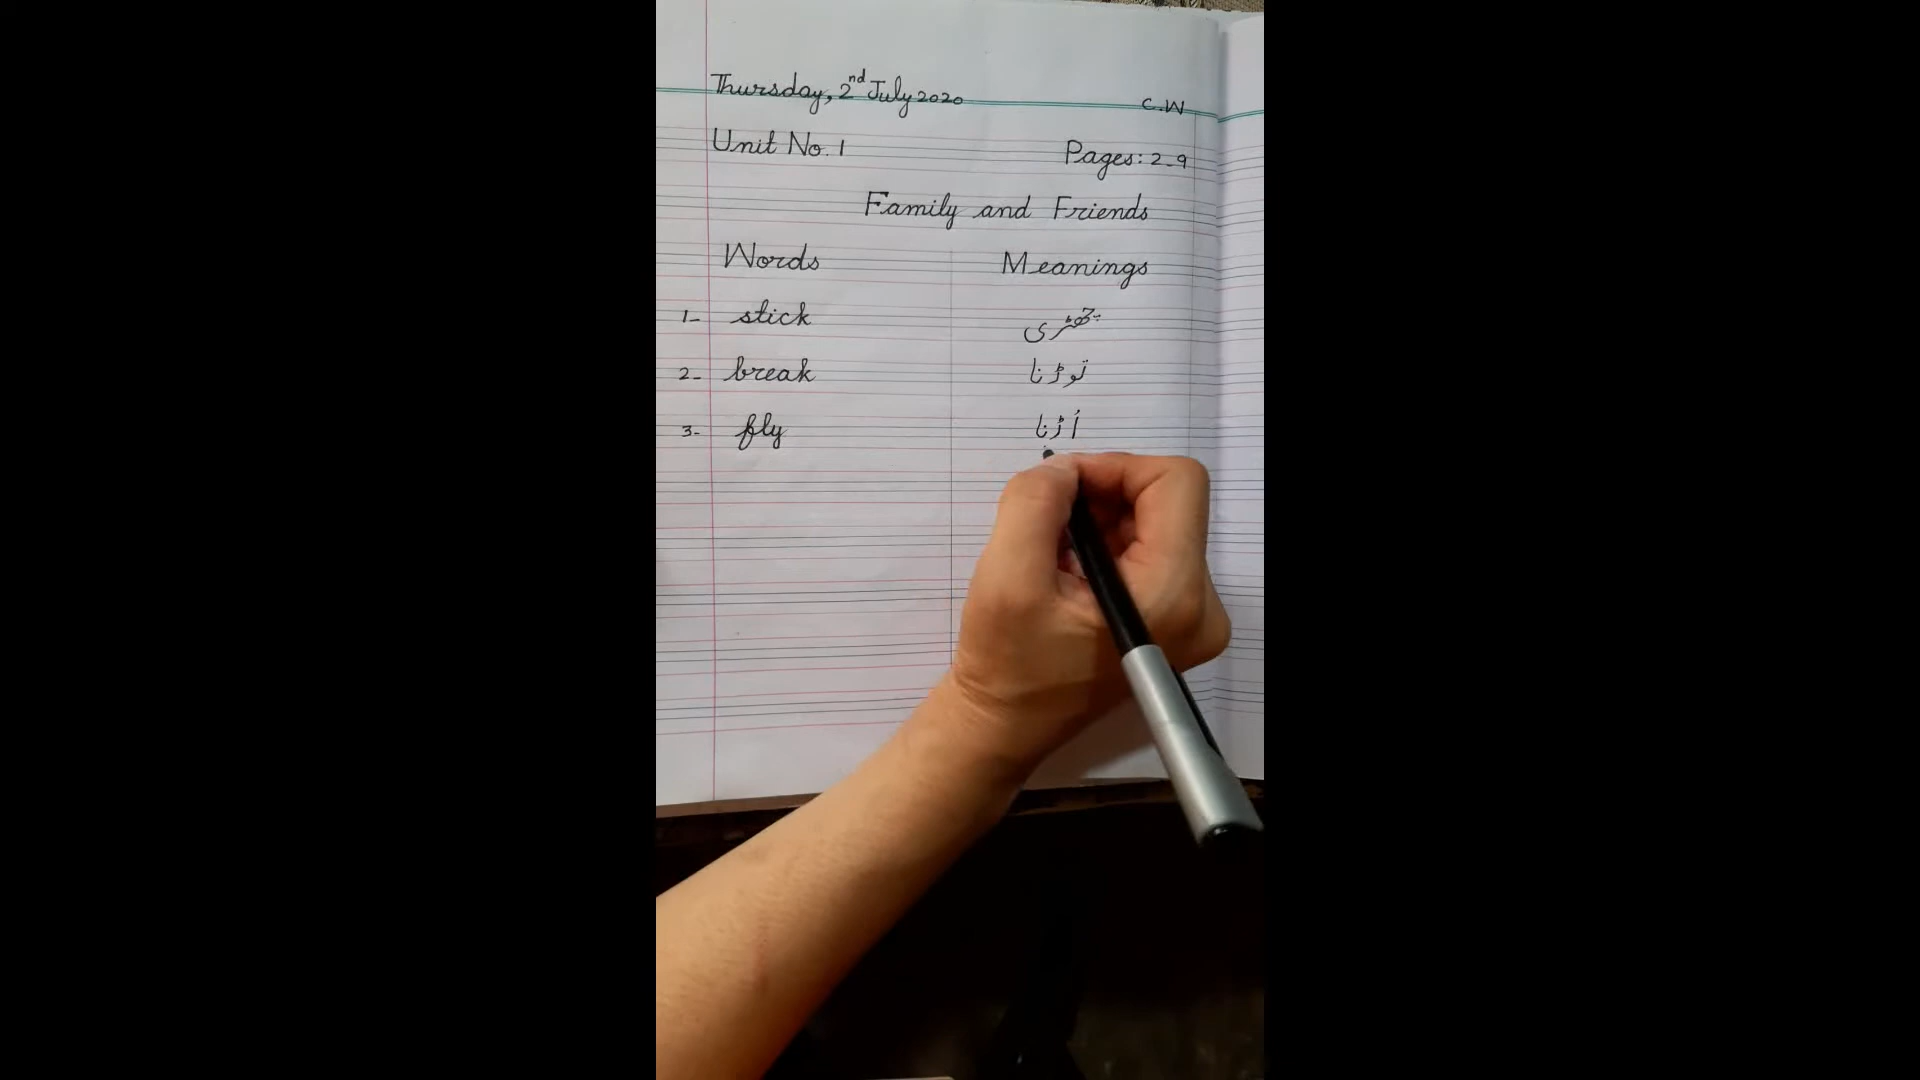 Thursday, 2nd July 2020 C.W
Unit No. 1 Pages: 2-9
Family and Friends
Words Meanings
1- stick چھڑی
2- break توڑنا
3- fly اُڑنا